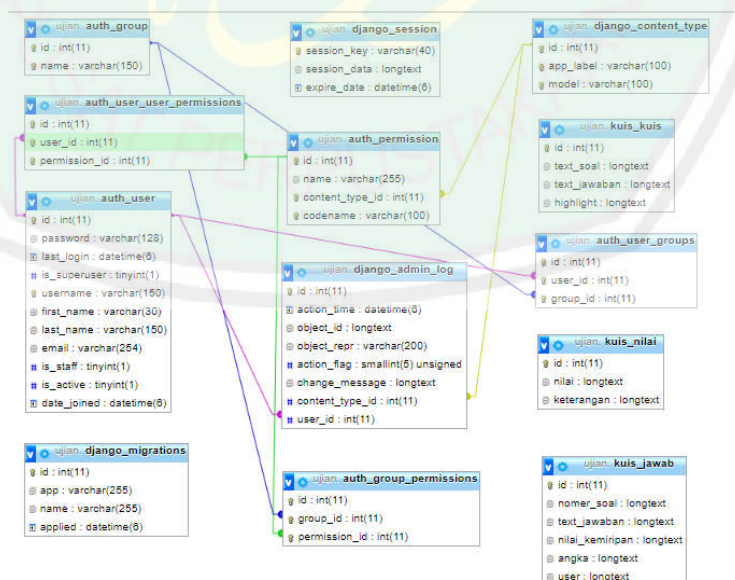 ujian auth_group
id : int(11)
name : varchar(150)
ujian django_session
session_key : varchar(40)
session_data : longtext
expire_date : datetime(6)
ujian django_content_type
id : int(11)
app_label : varchar(100)
model : varchar(100)
ujian auth_user_user_permissions
id : int(11)
user_id : int(11)
permission_id : int(11)
ujian auth_permission
id : int(11)
name : varchar(255)
content_type_id : int(11)
codename : varchar(100)
ujian kuis_kuis
id : int(11)
text_soal : longtext
text_jawaban : longtext
highlight : longtext
ujian auth_user
id : int(11)
password : varchar(128)
last_login : datetime(6)
is_superuser : tinyint(1)
username : varchar(150)
first_name : varchar(30)
last_name : varchar(150)
email : varchar(254)
is_staff : tinyint(1)
is_active : tinyint(1)
date_joined : datetime(6)
ujian auth_user_groups
id : int(11)
user_id : int(11)
group_id : int(11)
ujian django_admin_log
id : int(11)
action_time : datetime(6)
object_id : longtext
object_repr : varchar(200)
action_flag : smallint(5) unsigned
change_message : longtext
content_type_id : int(11)
user_id : int(11)
ujian kuis_nilai
id : int(11)
nilai : longtext
keterangan : longtext
ujian django_migrations
id : int(11)
app : varchar(255)
name : varchar(255)
applied : datetime(6)
ujian auth_group_permissions
id : int(11)
group_id : int(11)
permission_id : int(11)
ujian kuis_jawab
id : int(11)
nomer_soal : longtext
text_jawaban : longtext
nilai_kemiripan : longtext
angka : longtext
user : longtext